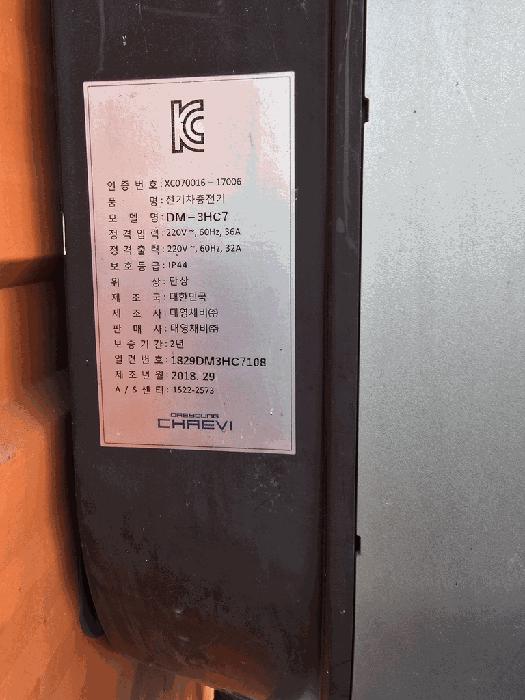 KC
인 증 번 호 : XC070016-17006
품 명 : 전기차충전기
모 델 명 : DM-3HC7
정 격 입 력 : 220V~, 60Hz, 36A
정 격 출 력 : 220V~, 60Hz, 32A
보 호 등 급 : IP44
위 상 : 단상
제 조 국 : 대한민국
제 조 사 : 대영채비㈜
판 매 사 : 대영채비㈜
보 증 기 간 : 2년
일 련 번 호 : 1829DM3HC7108
제 조 년 월 : 2018. 29
A / S 센 터 : 1522-2573
DAEYOUNG
CHAEVI